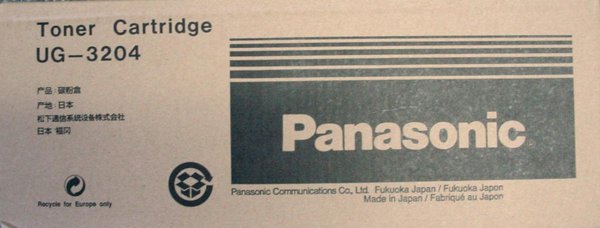 Toner Cartridge
UG-3204
产品：碳粉盒
产地：日本
松下通信系统设备株式会社
日本 福冈
Recycle for Europe only
Panasonic
Panasonic Communications Co., Ltd. Fukuoka Japan / Fukuoka Japon
Made in Japan / Fabriqué au Japon